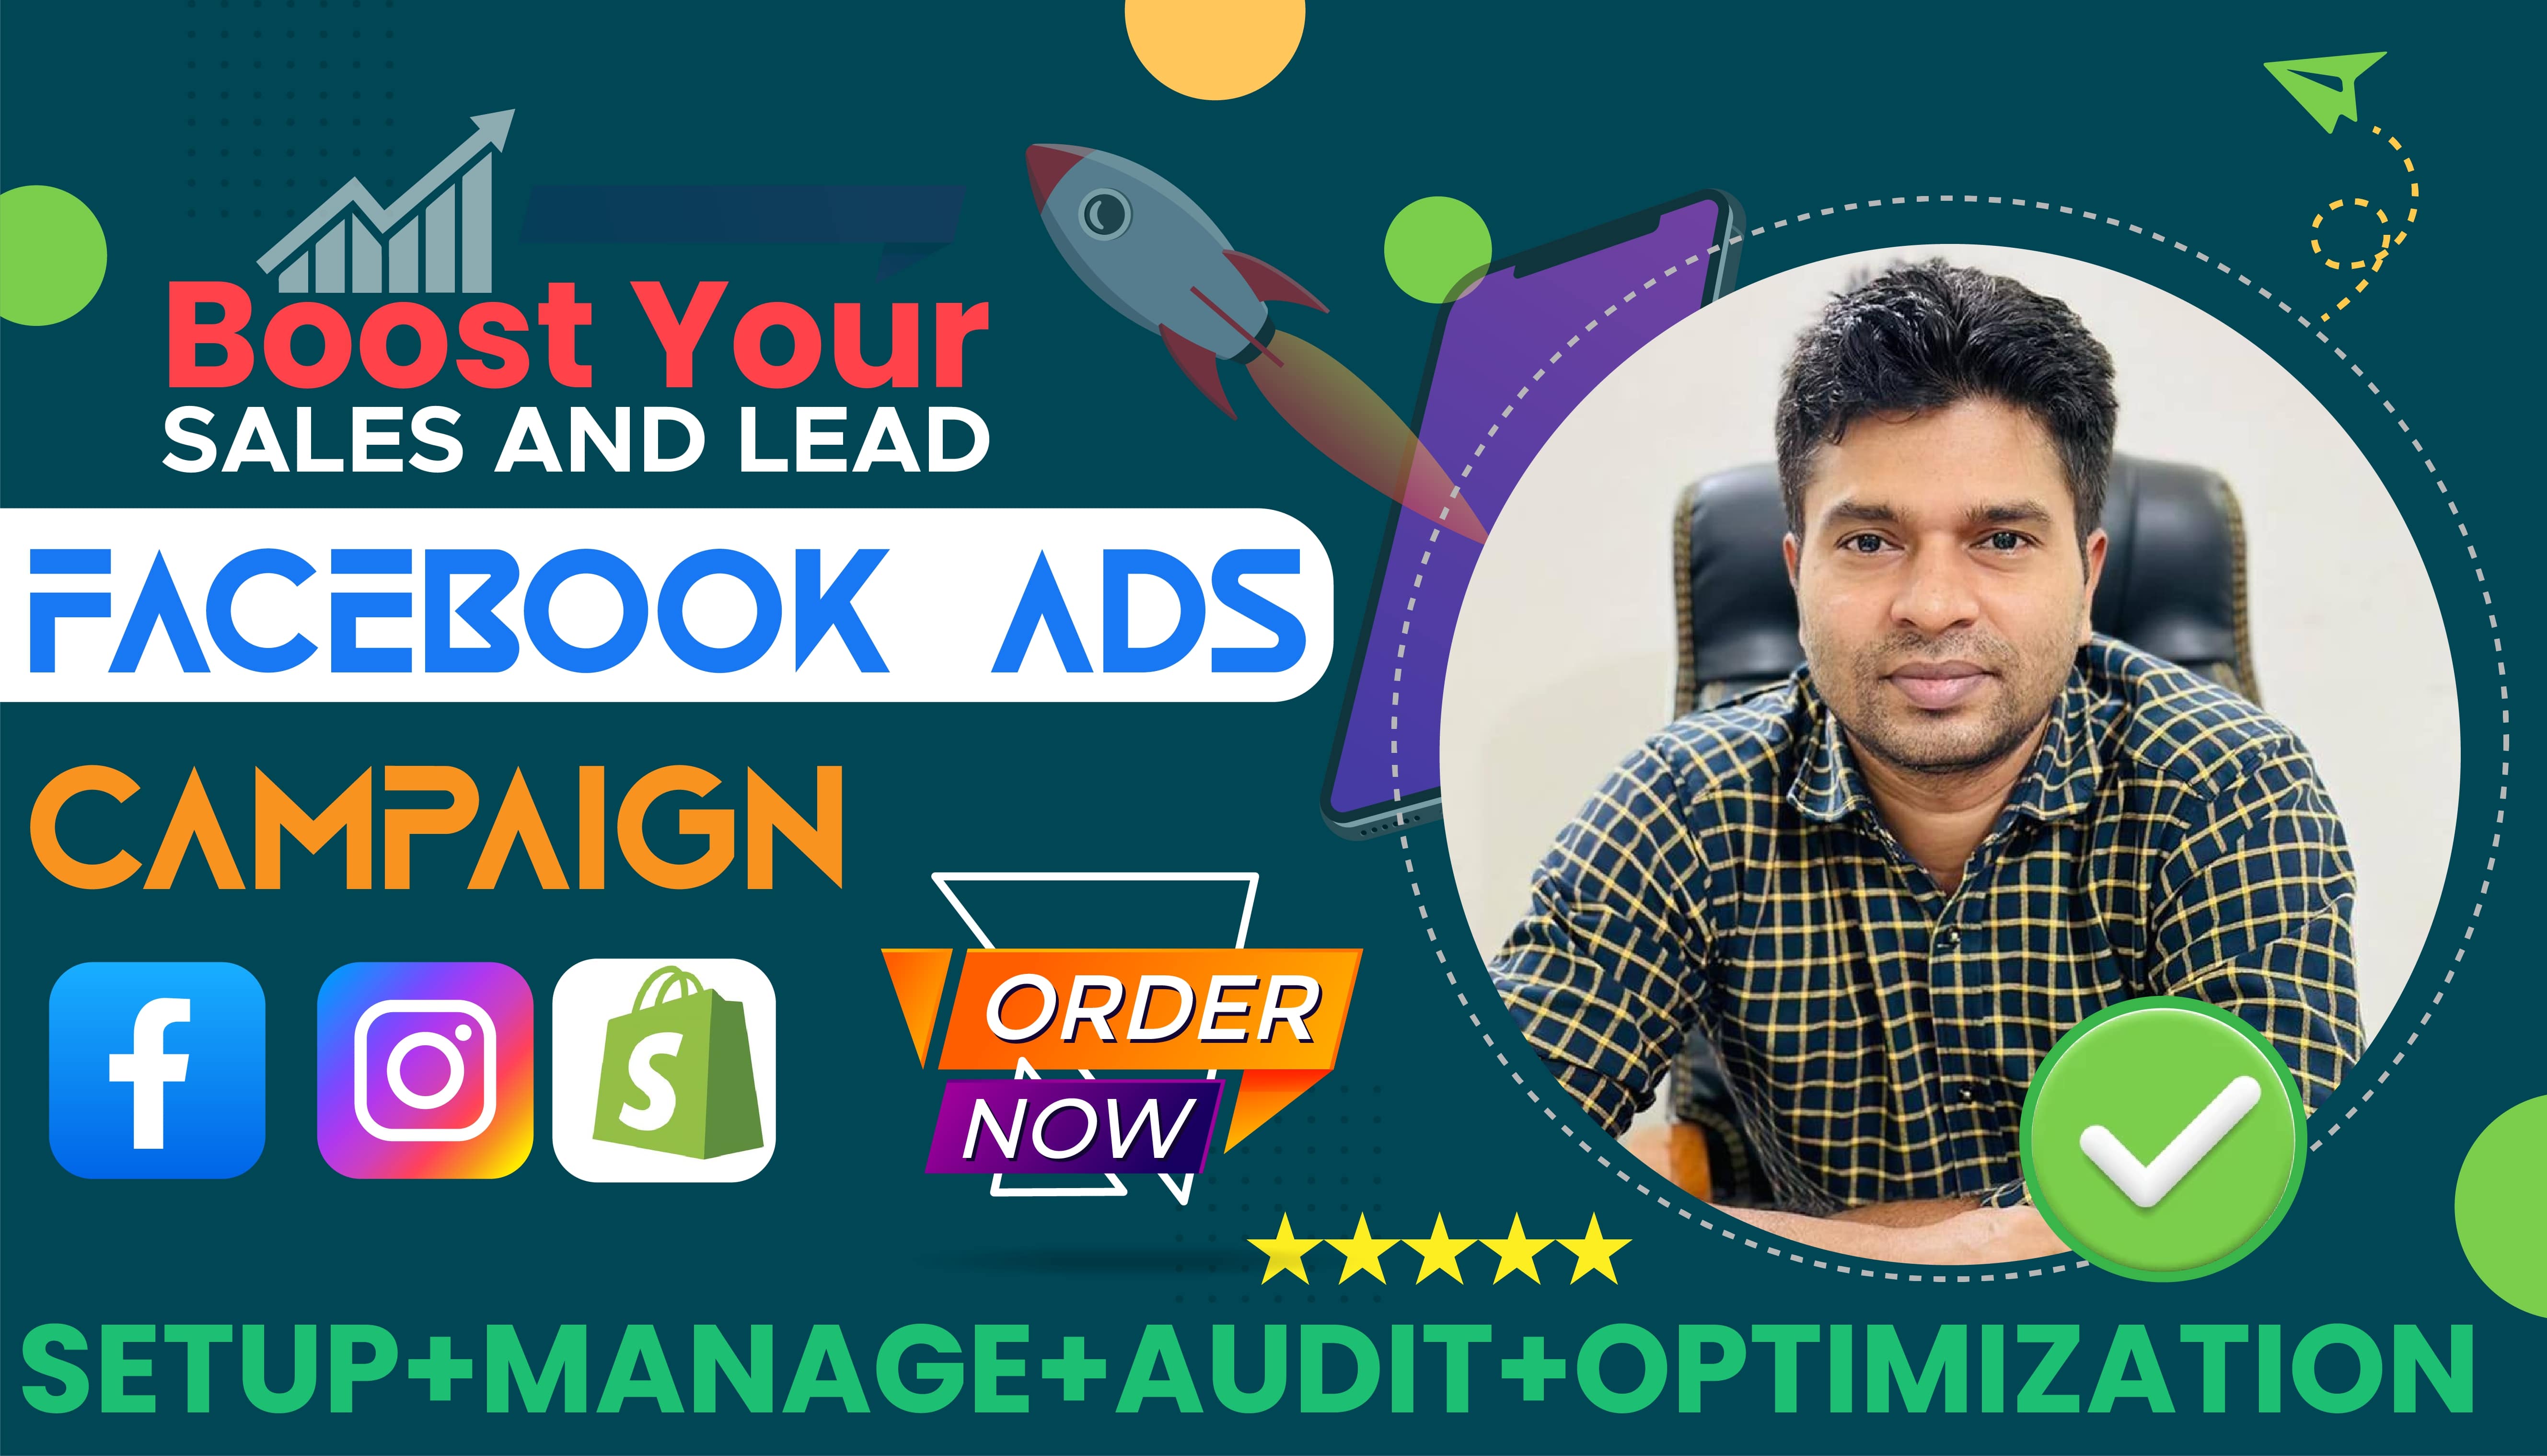 Boost Your
SALES AND LEAD
FACEBOOK ADS
CAMPAIGN
ORDER
NOW
SETUP+MANAGE+AUDIT+OPTIMIZATION